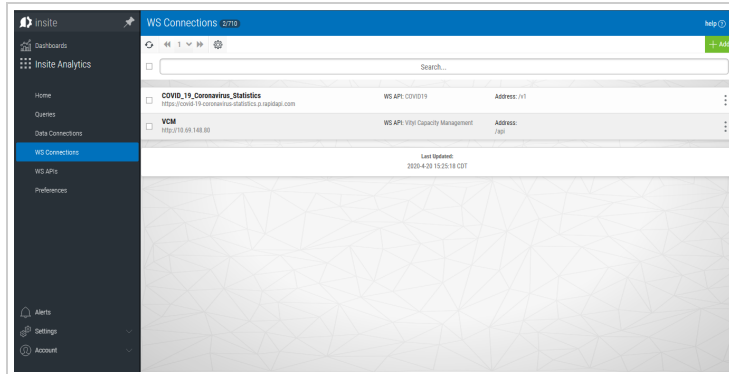 insite
WS Connections 2/710
help
Dashboards
1
+ Add
Insite Analytics
Search...
Home
COVID_19_Coronavirus_Statistics
WS API: COVID19
Address: /v1
https://covid-19-coronavirus-statistics.p.rapidapi.com
Queries
VCM
WS API: Vityl Capacity Management
Address:
http://10.69.148.80
/api
Data Connections
WS Connections
Last Updated:
2020-4-20 15:25:18 CDT
WS APIs
Preferences
Alerts
Settings
Account